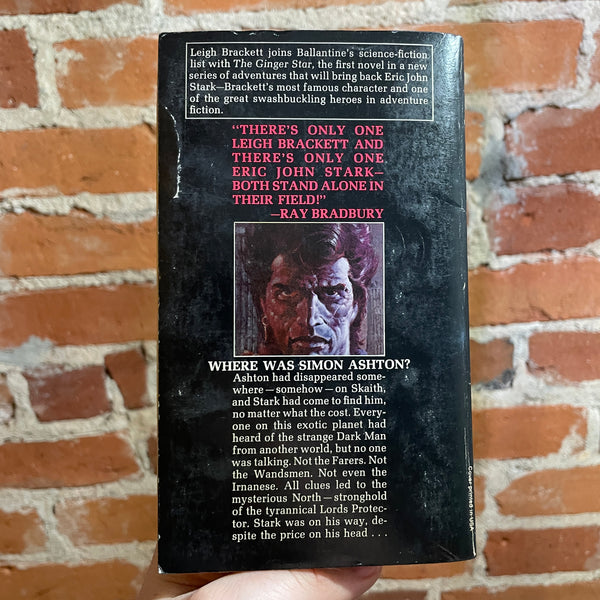 Leigh Brackett joins Ballantine's science-fiction
list with The Ginger Star, the first novel in a new
series of adventures that will bring back Eric John
Stark—Brackett's most famous character and one
of the great swashbuckling heroes in adventure
fiction.
"THERE'S ONLY ONE
LEIGH BRACKETT AND
THERE'S ONLY ONE
ERIC JOHN STARK—
BOTH STAND ALONE IN
THEIR FIELD!"
—RAY BRADBURY
WHERE WAS SIMON ASHTON?
Ashton had disappeared some-
where—somehow—on Skaith,
and Stark had come to find him,
no matter what the cost. Every-
one on this exotic planet had
heard of the strange Dark Man
from another world, but no one
was talking. Not the Farers. Not
the Wandsmen. Not even the
Irnanese. All clues led to the
mysterious North—stronghold
of the tyrannical Lords Protec-
tor. Stark was on his way, de-
spite the price on his head . . .
Cover printed in USA